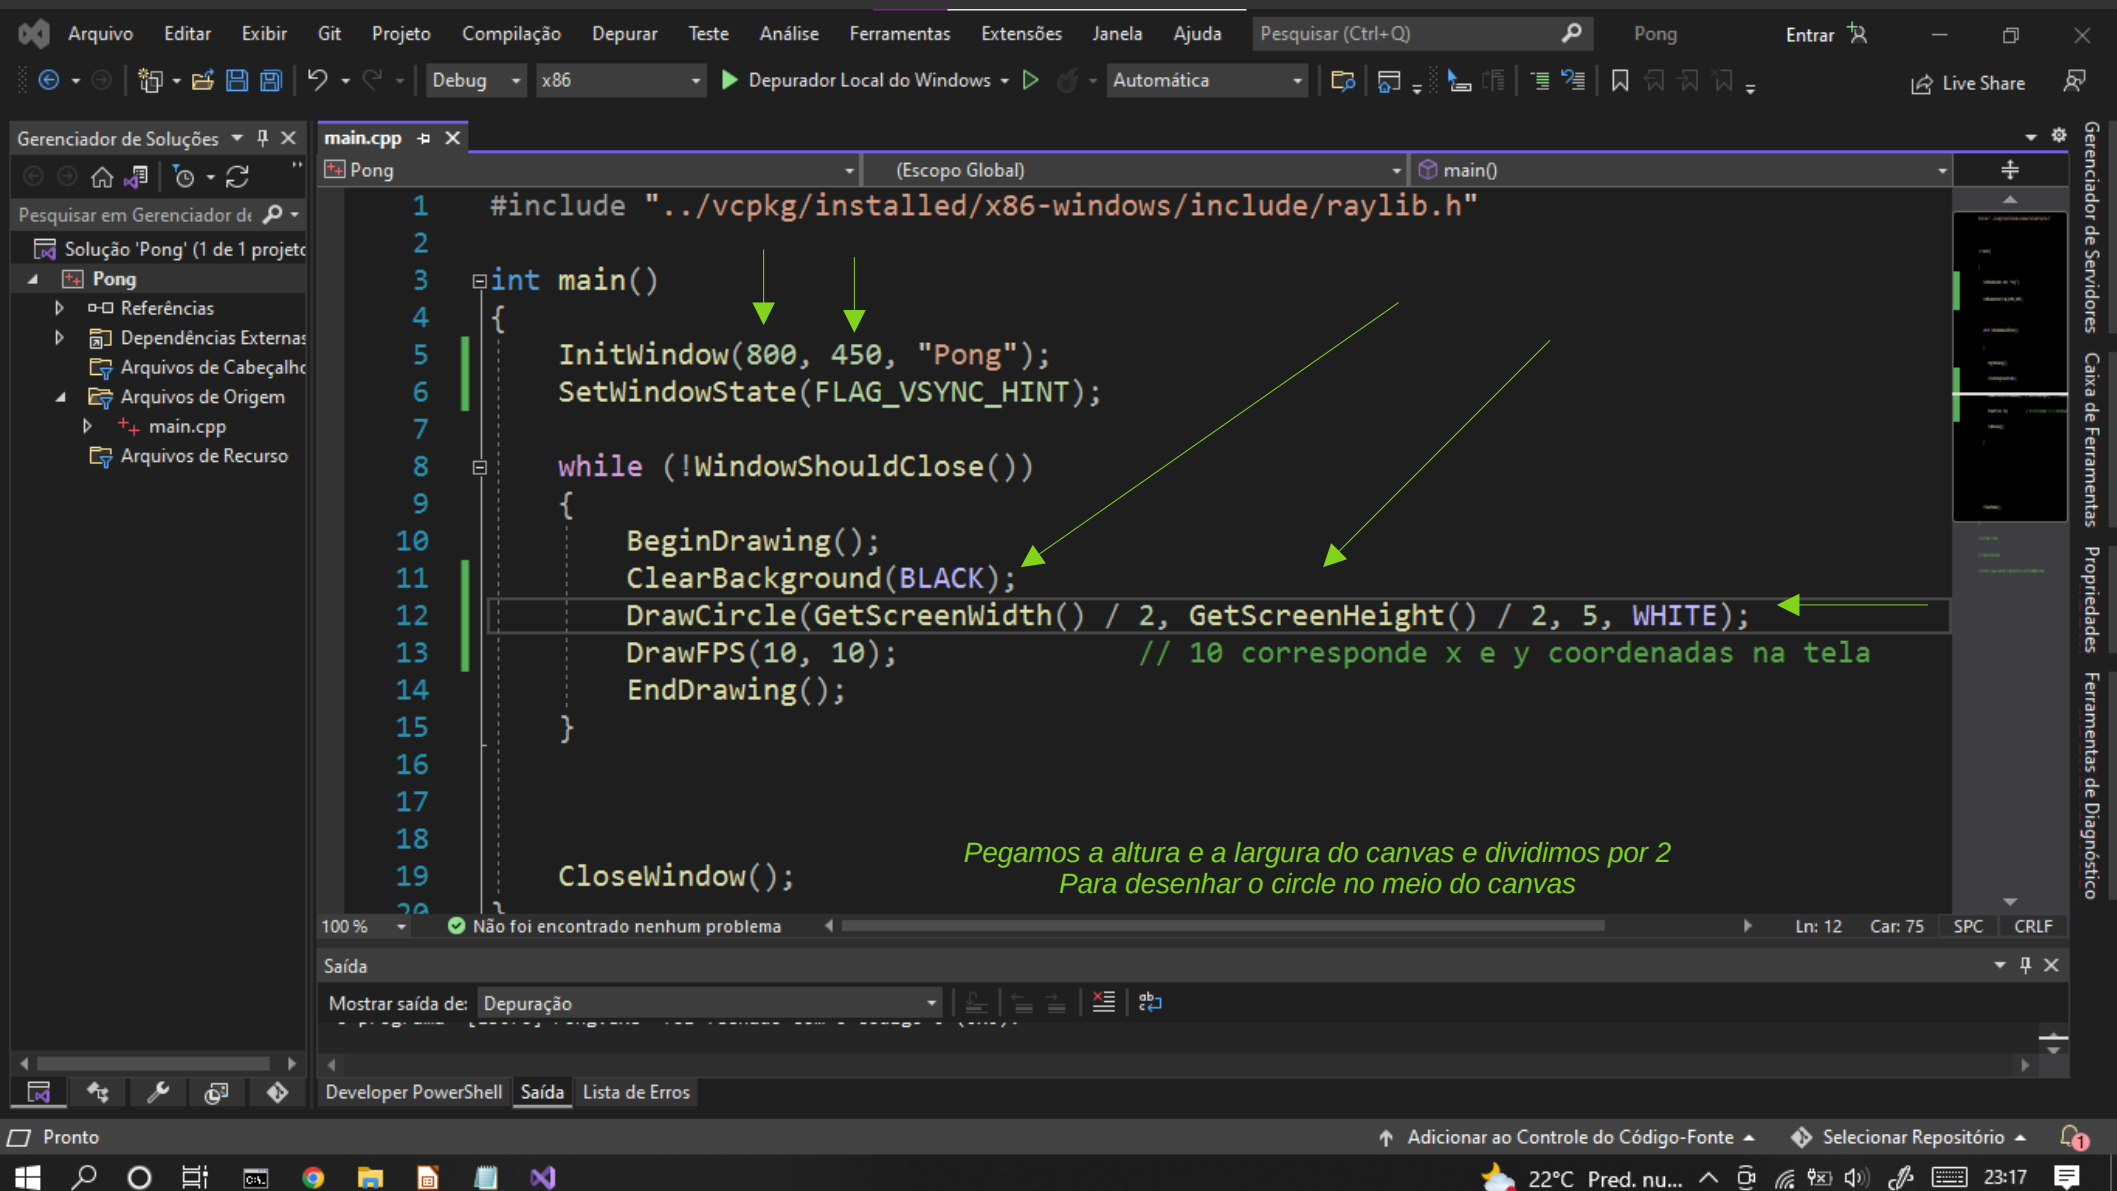 Arquivo Editar Exibir Git Projeto Compilação Depurar Teste Análise Ferramentas Extensões Janela Ajuda Pesquisar (Ctrl+Q) Pong Entrar
Debug x86 Depurador Local do Windows Automática Live Share
Gerenciador de Soluções
main.cpp
Pong (Escopo Global) main()
Pesquisar em Gerenciador de
Solução 'Pong' (1 de 1 projeto
Pong
Referências
Dependências Externas
Arquivos de Cabeçalho
Arquivos de Origem
main.cpp
Arquivos de Recurso
1 #include "../vcpkg/installed/x86-windows/include/raylib.h"
2
3 int main()
4 {
5 InitWindow(800, 450, "Pong");
6 SetWindowState(FLAG_VSYNC_HINT);
7
8 while (!WindowShouldClose())
9 {
10 BeginDrawing();
11 ClearBackground(BLACK);
12 DrawCircle(GetScreenWidth() / 2, GetScreenHeight() / 2, 5, WHITE);
13 DrawFPS(10, 10); // 10 corresponde x e y coordenadas na tela
14 EndDrawing();
15 }
16
17
18
19 CloseWindow();
20 }
Pegamos a altura e a largura do canvas e dividimos por 2
Para desenhar o circle no meio do canvas
100 % Não foi encontrado nenhum problema Ln: 12 Car: 75 SPC CRLF
Saída
Mostrar saída de: Depuração
Developer PowerShell Saída Lista de Erros
Gerenciador de Servidores
Caixa de Ferramentas
Propriedades
Ferramentas de Diagnóstico
Pronto Adicionar ao Controle do Código-Fonte Selecionar Repositório 1
22°C Pred. nu... 23:17